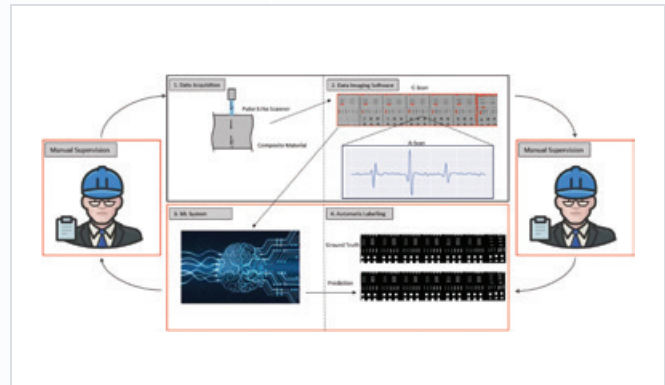 1. Data Acquisition
2. Data Imaging Software
C-Scan
Pulse Echo Scanner
Composite Material
A-Scan
Manual Supervision
Manual Supervision
3. ML System
4. Automatic Labelling
Ground Truth
Prediction